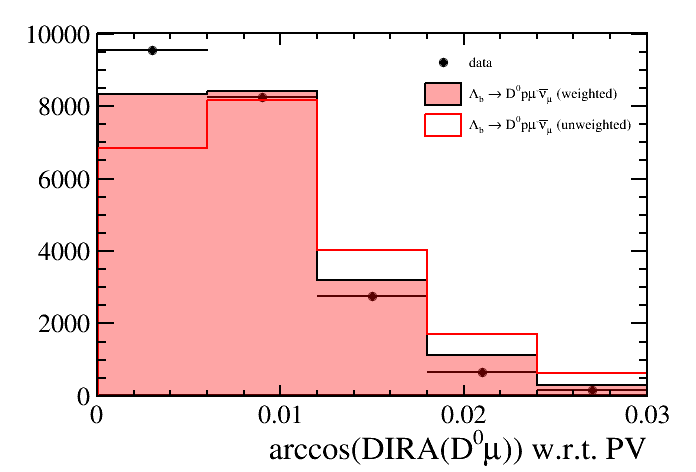 10000
8000
6000
4000
2000
0
data
Λb → D0pμ ν̅μ (weighted)
Λb → D0pμ ν̅μ (unweighted)
0 0.01 0.02 0.03
arccos(DIRA(D0μ)) w.r.t. PV